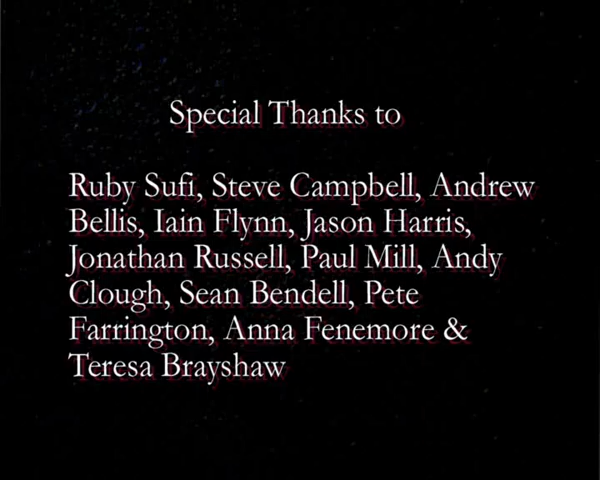 Special Thanks to
Ruby Sufi, Steve Campbell, Andrew
Bellis, Iain Flynn, Jason Harris,
Jonathan Russell, Paul Mill, Andy
Clough, Sean Bendell, Pete
Farrington, Anna Fenemore &
Teresa Brayshaw